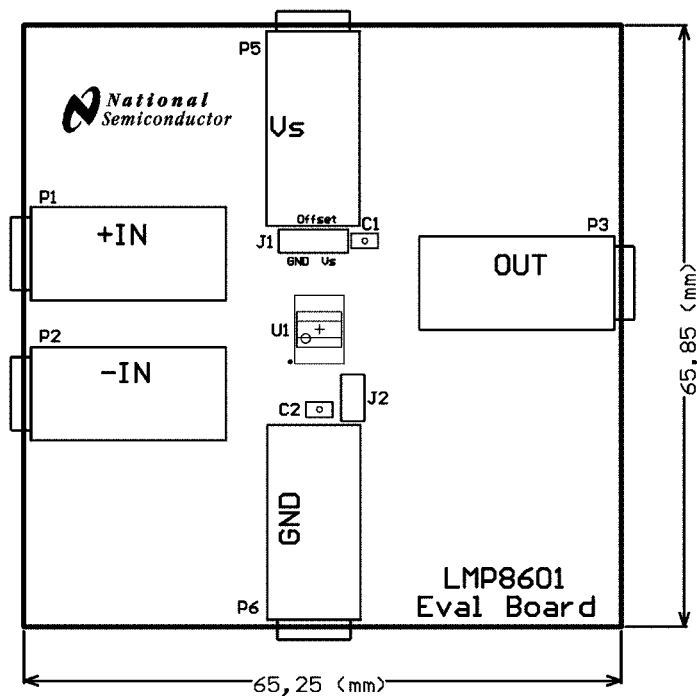 P5
National
Semiconductor
Vs
P1
+IN
Offset
C1
J1
GND Vs
P3
OUT
U1
P2
-IN
C2
J2
GND
P6
LMP8601
Eval Board
65,85 (mm)
65,25 (mm)